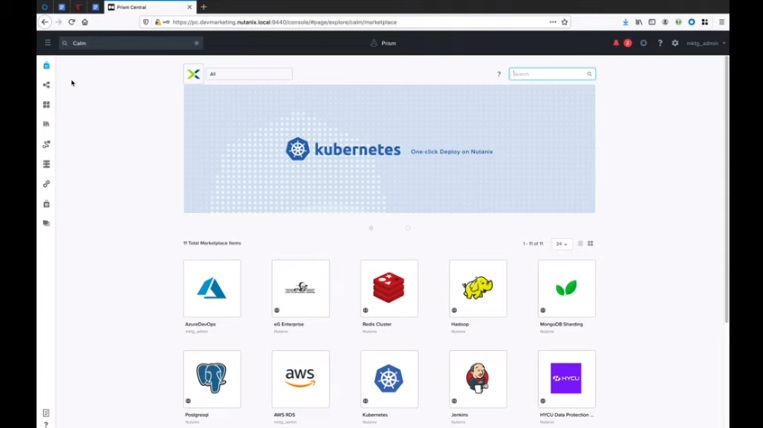 Prism Central
https://pc.devmarketing.nutanix.local:9440/console/#page/explore/calm/marketplace
Calm
Prism
2
?
mktg_admin
All
?
Search
kubernetes
One-click Deploy on Nutanix
11 Total Marketplace Items
1 - 11 of 11
24
AzureDevOps
mktg_admin
eS Enterprise
Nutanix
Redis Cluster
Nutanix
Hadoop
Nutanix
MongoDB Sharding
Nutanix
aws
HYCU
Postgresql
Nutanix
AWS RDS
mktg_admin
Kubernetes
Nutanix
Jenkins
Nutanix
HYCU Data Protection ...
Nutanix
?